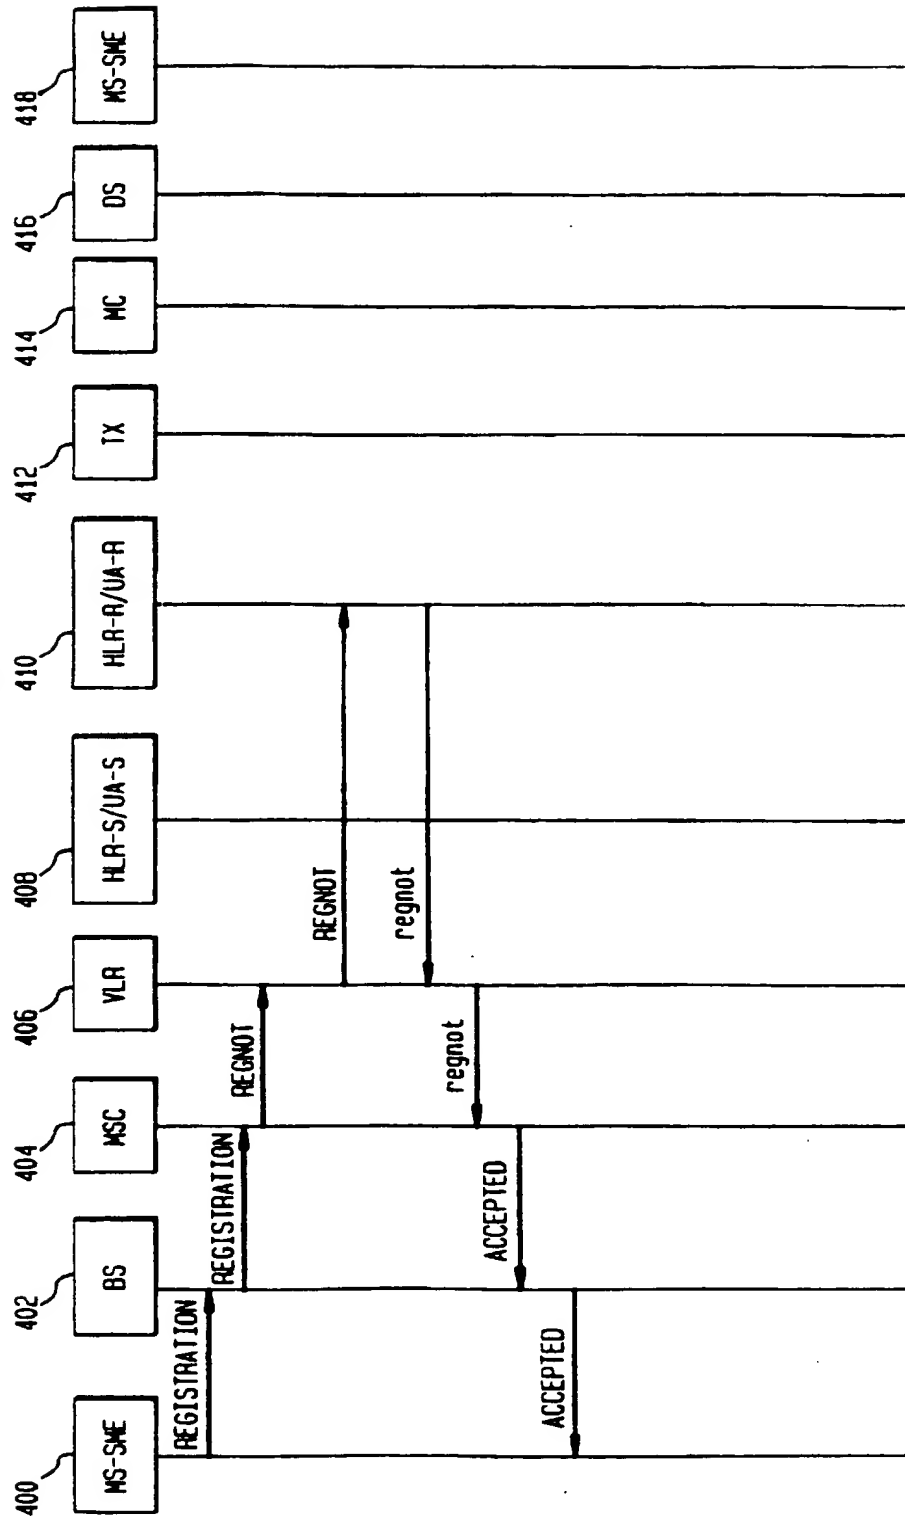 400
402
404
406
408
410
412
414
416
418
MS-SME
BS
MSC
VLR
HLR-S/UA-S
HLR-R/UA-R
TX
MC
DS
MS-SME
REGISTRATION
REGISTRATION
REGNOT
REGNOT
regnot
regnot
ACCEPTED
ACCEPTED